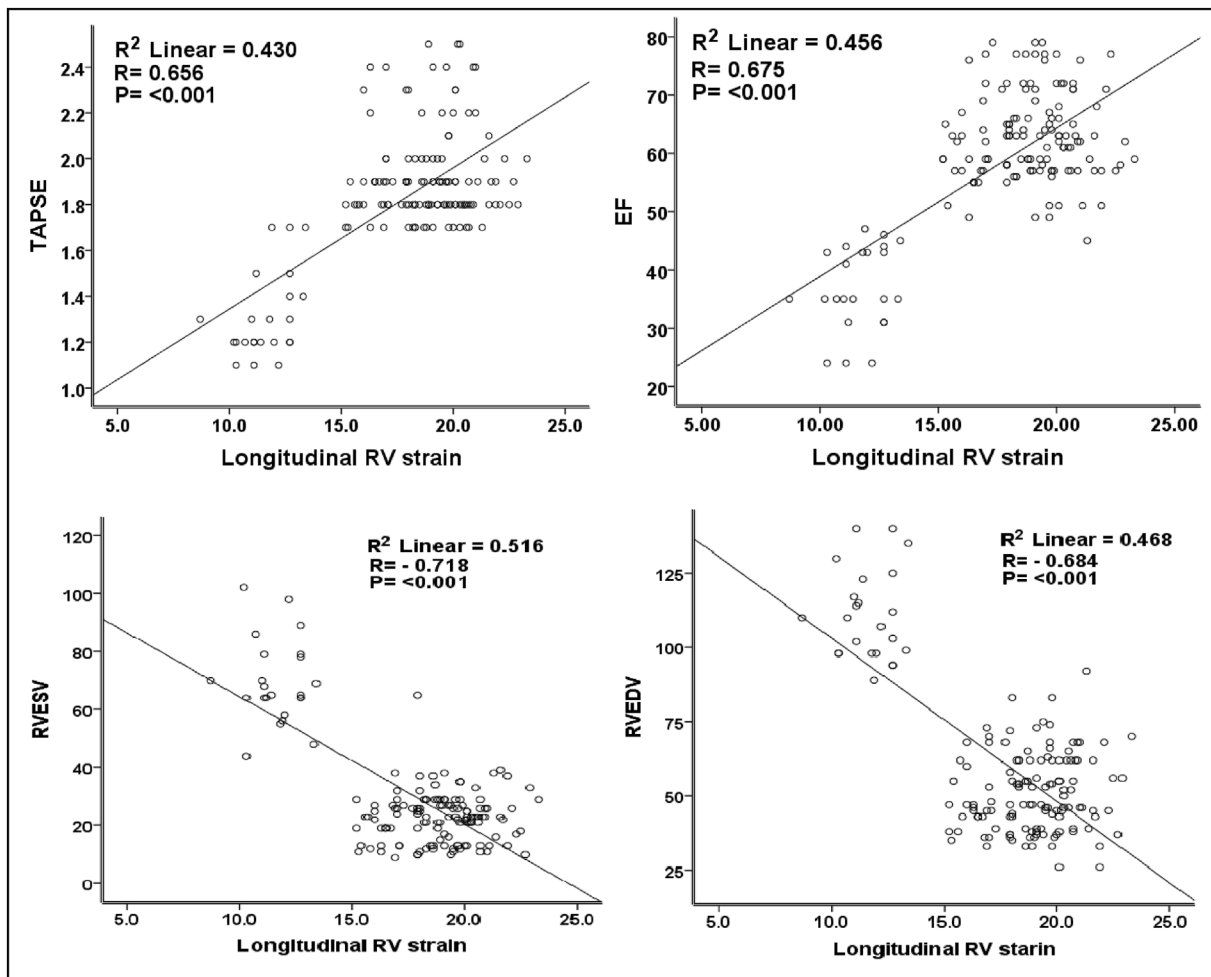 R² Linear = 0.430
R= 0.656
P= <0.001
TAPSE
2.4
2.2
2.0
1.8
1.6
1.4
1.2
1.0
5.0 10.0 15.0 20.0 25.0
Longitudinal RV strain
R² Linear = 0.456
R= 0.675
P= <0.001
EF
80
70
60
50
40
30
20
5.00 10.00 15.00 20.00 25.00
Longitudinal RV strain
R² Linear = 0.516
R= - 0.718
P= <0.001
RVESV
120
100
80
60
40
20
0
5.0 10.0 15.0 20.0 25.0
Longitudinal RV strain
R² Linear = 0.468
R= - 0.684
P= <0.001
RVEDV
125
100
75
50
25
5.0 10.0 15.0 20.0 25.0
Longitudinal RV starin